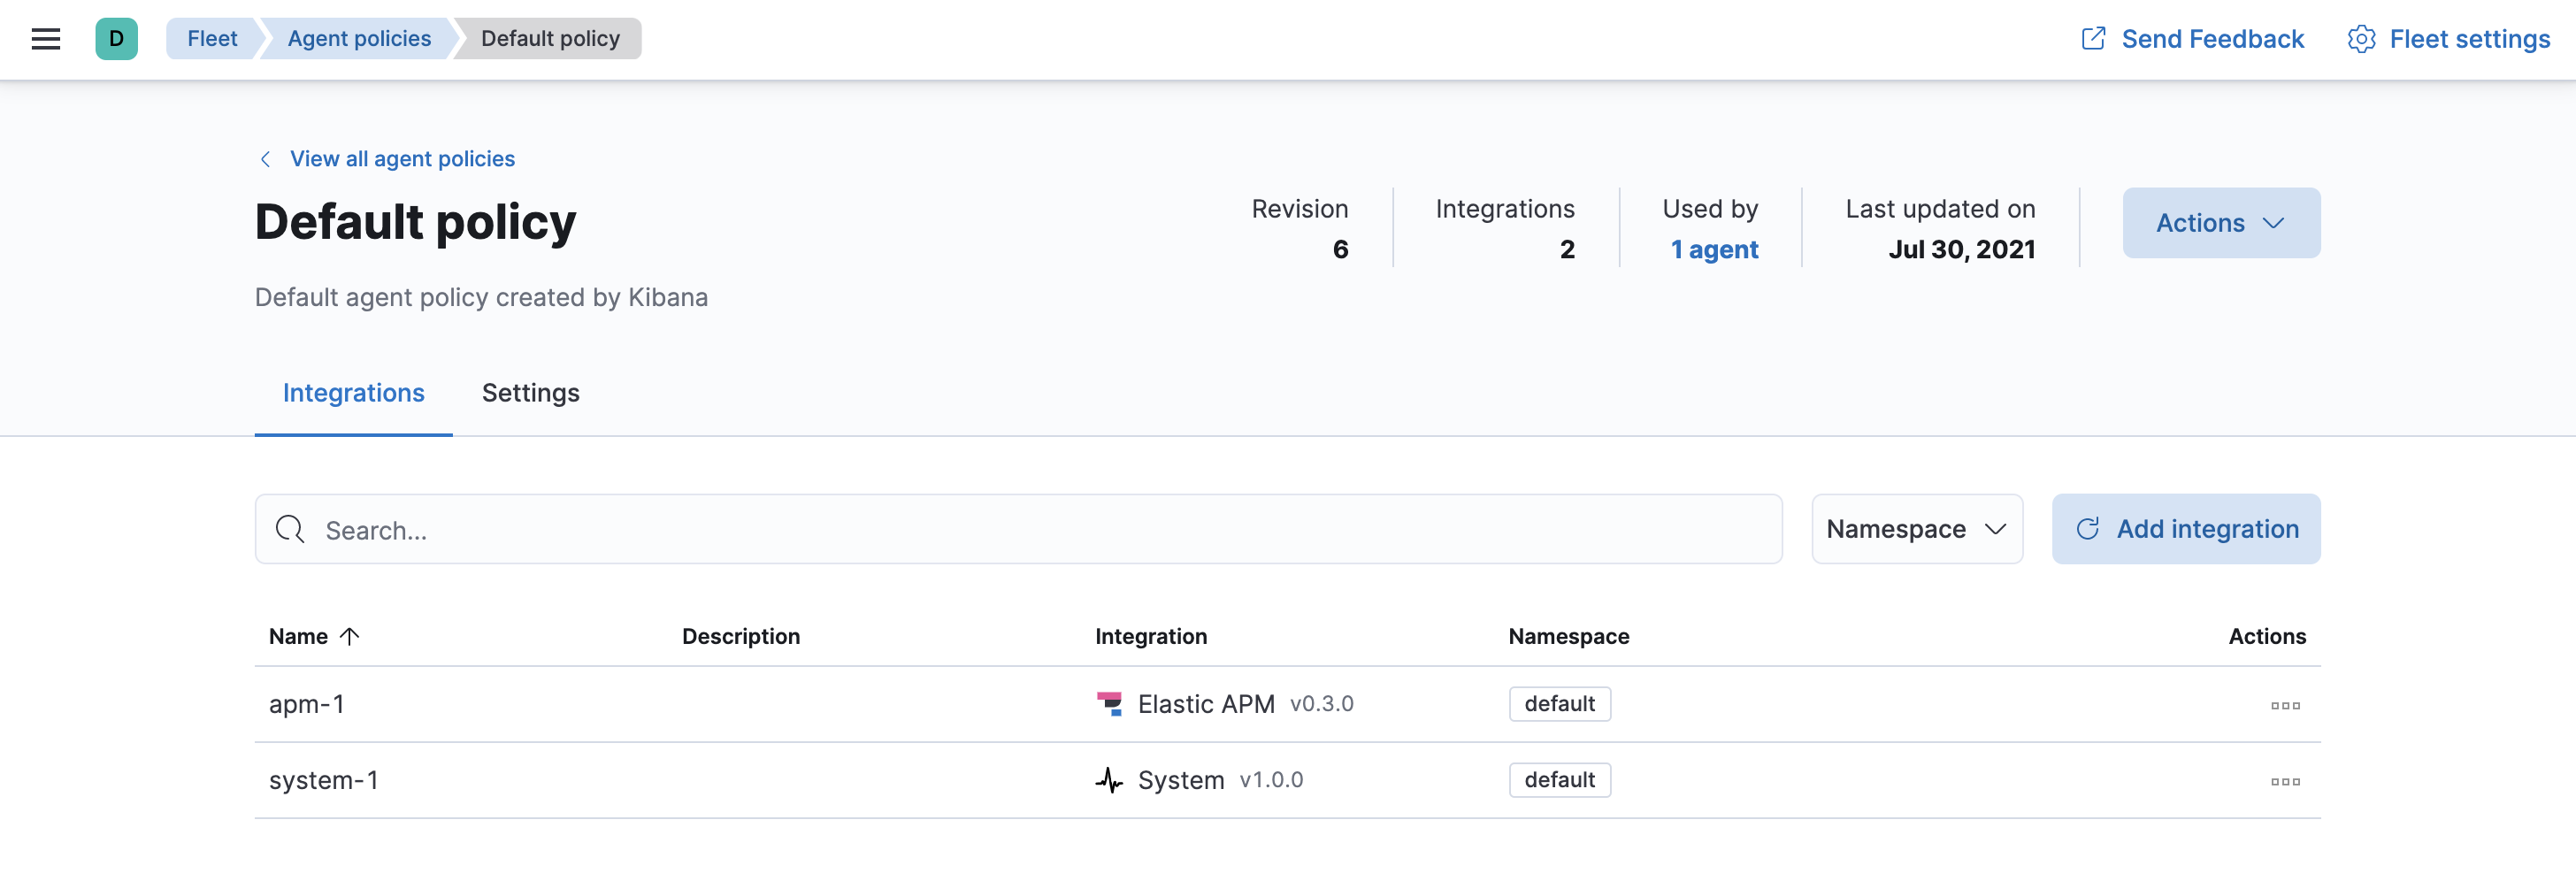 D Fleet Agent policies Default policy Send Feedback Fleet settings
View all agent policies
Default policy
Default agent policy created by Kibana
Revision Integrations Used by Last updated on
6 2 1 agent Jul 30, 2021
Actions
Integrations Settings
Search... Namespace Add integration
Name Description Integration Namespace Actions
apm-1 Elastic APM v0.3.0 default
system-1 System v1.0.0 default